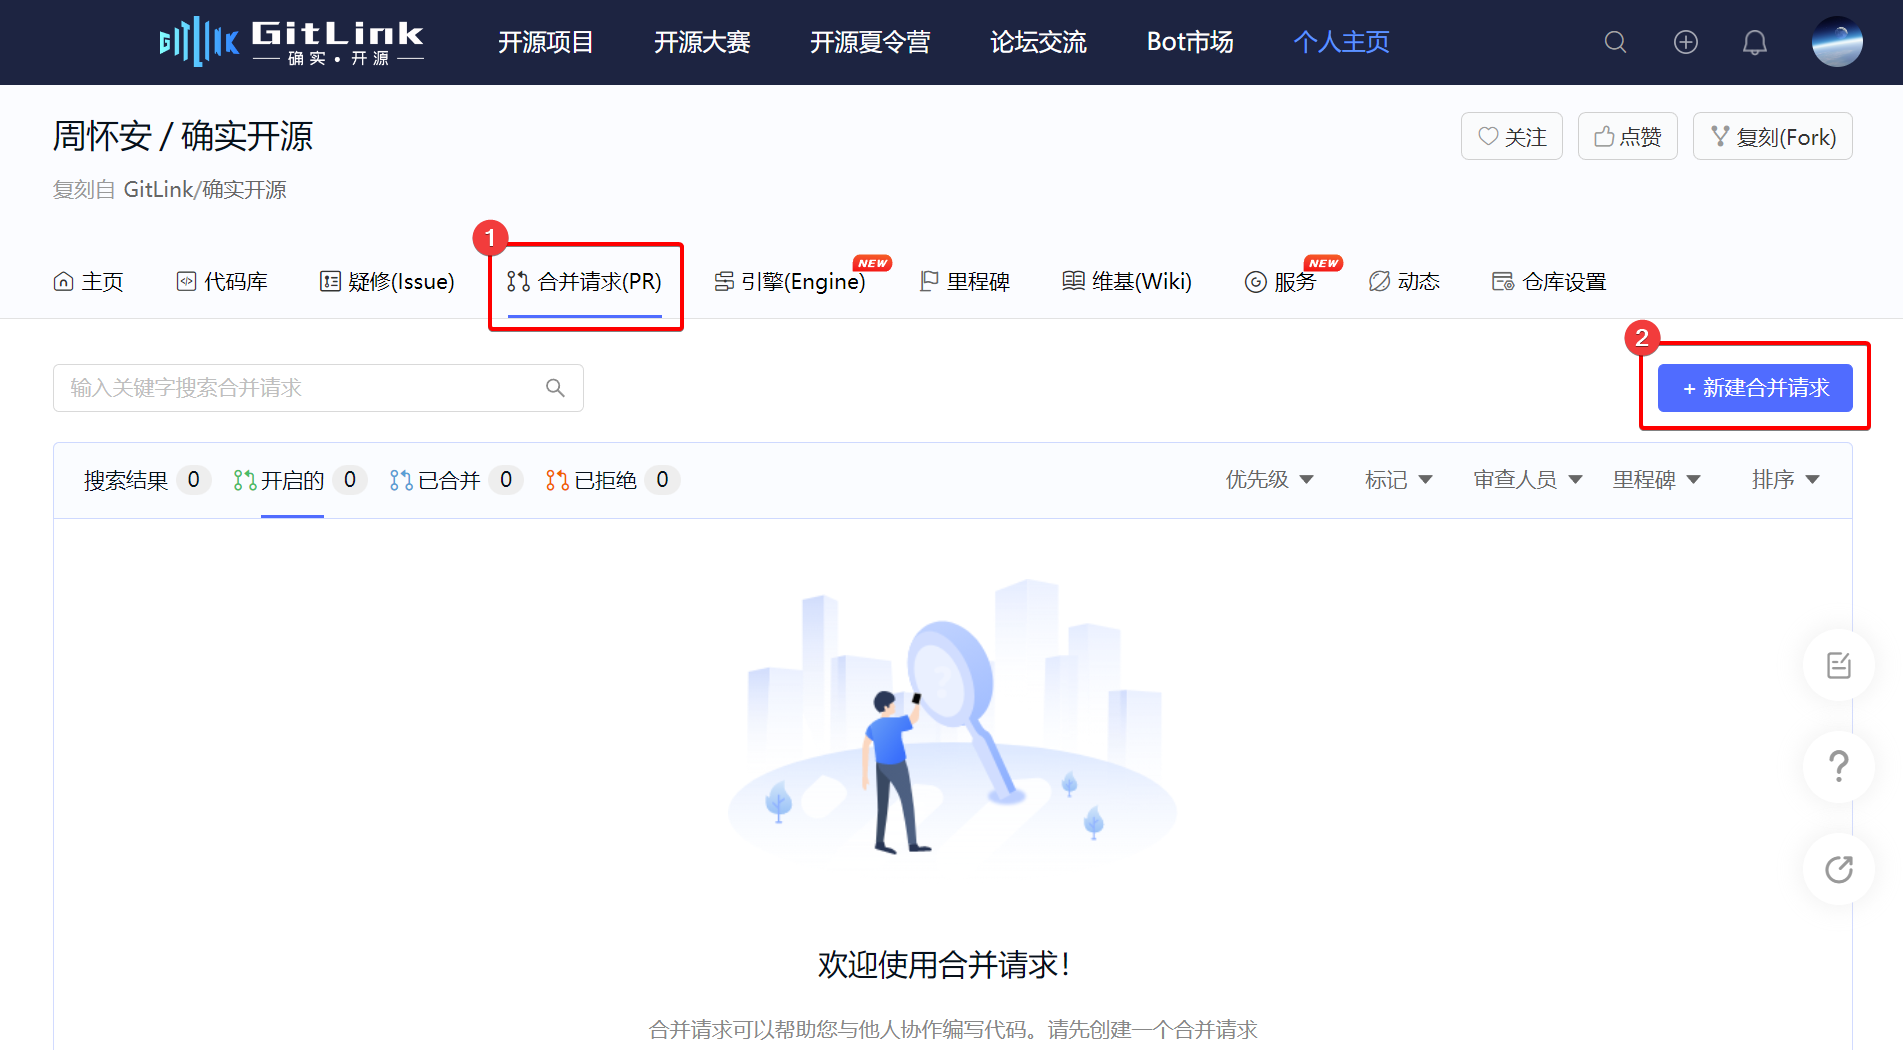 GitLink 开源项目 开源大赛 开源夏令营 论坛交流 Bot市场 个人主页
确实·开源
周怀安 / 确实开源 关注 点赞 复刻(Fork)
复刻自 GitLink/确实开源
1
主页 代码库 疑修(Issue) 合并请求(PR) 引擎(Engine) NEW 里程碑 维基(Wiki) 服务 NEW 动态 仓库设置
2
输入关键字搜索合并请求 + 新建合并请求
搜索结果 0 开启的 0 已合并 0 已拒绝 0 优先级 标记 审查人员 里程碑 排序
?
欢迎使用合并请求！
合并请求可以帮助您与他人协作编写代码。请先创建一个合并请求